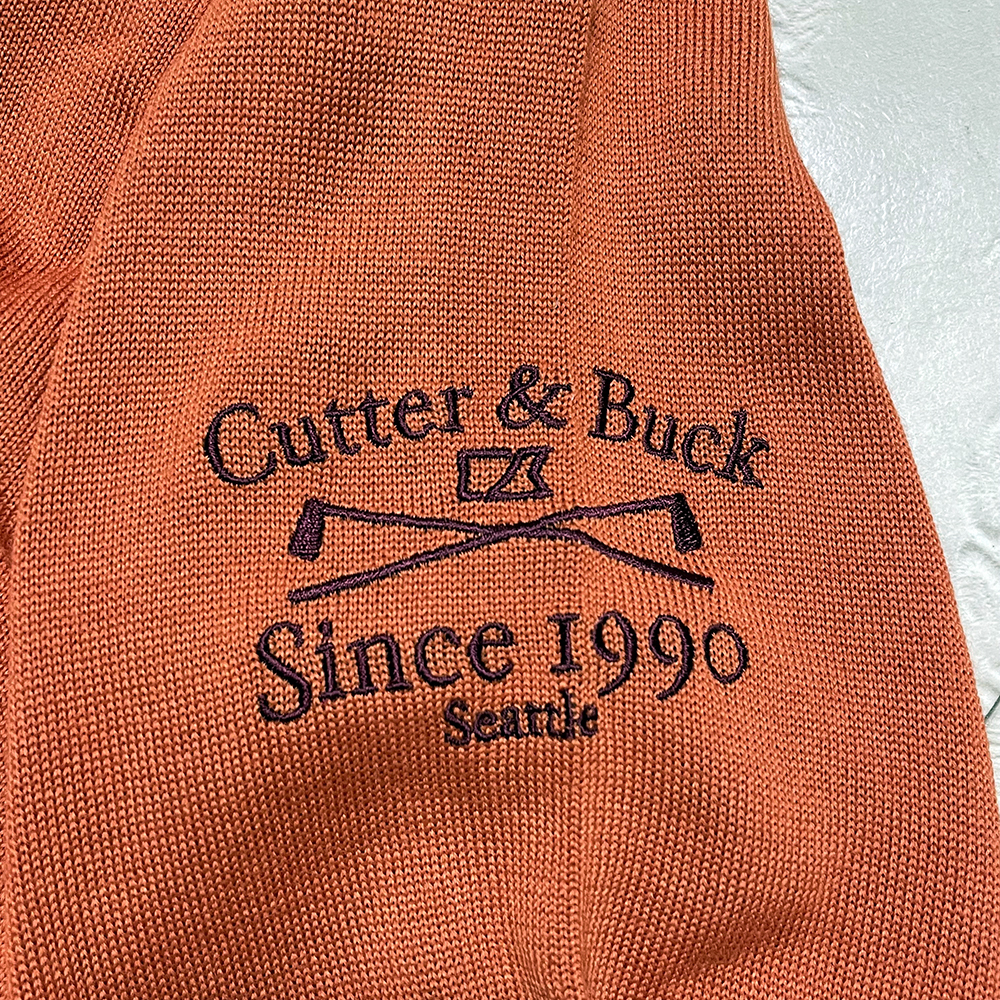 Cutter & Buck
Since 1990
Seattle